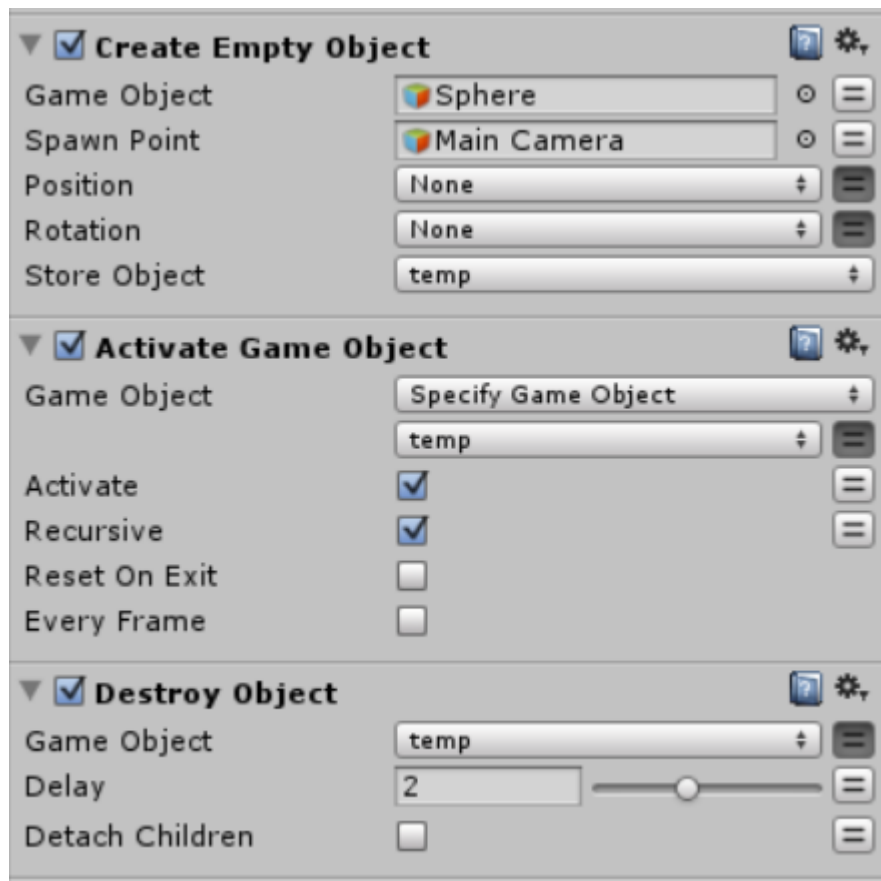 Create Empty Object
Game Object Sphere
Spawn Point Main Camera
Position None
Rotation None
Store Object temp
Activate Game Object
Game Object Specify Game Object
temp
Activate
Recursive
Reset On Exit
Every Frame
Destroy Object
Game Object temp
Delay 2
Detach Children